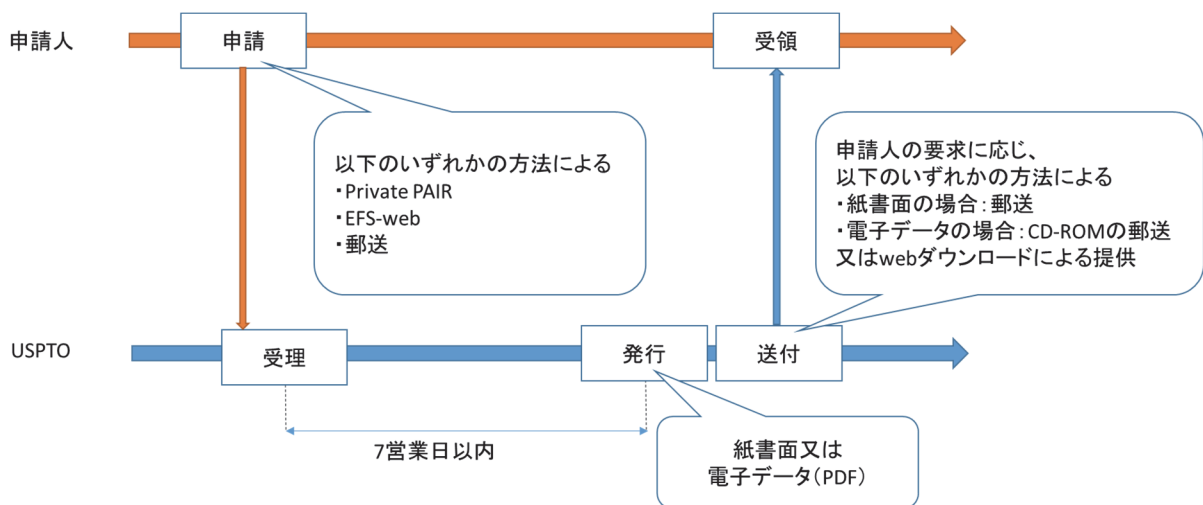 申請人
申請
受領
以下のいずれかの方法による
・Private PAIR
・EFS-web
・郵送
申請人の要求に応じ、
以下のいずれかの方法による
・紙書面の場合：郵送
・電子データの場合：CD-ROMの郵送
又はwebダウンロードによる提供
USPTO
受理
発行
送付
7営業日以内
紙書面又は
電子データ（PDF）